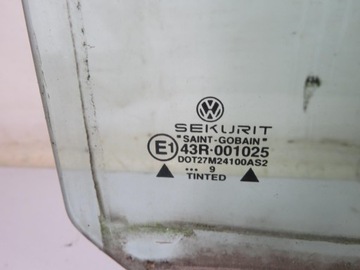 SEKURIT
"SAINT-GOBAIN"
E1 43R-001025
DOT27M24100AS2
... 9
TINTED